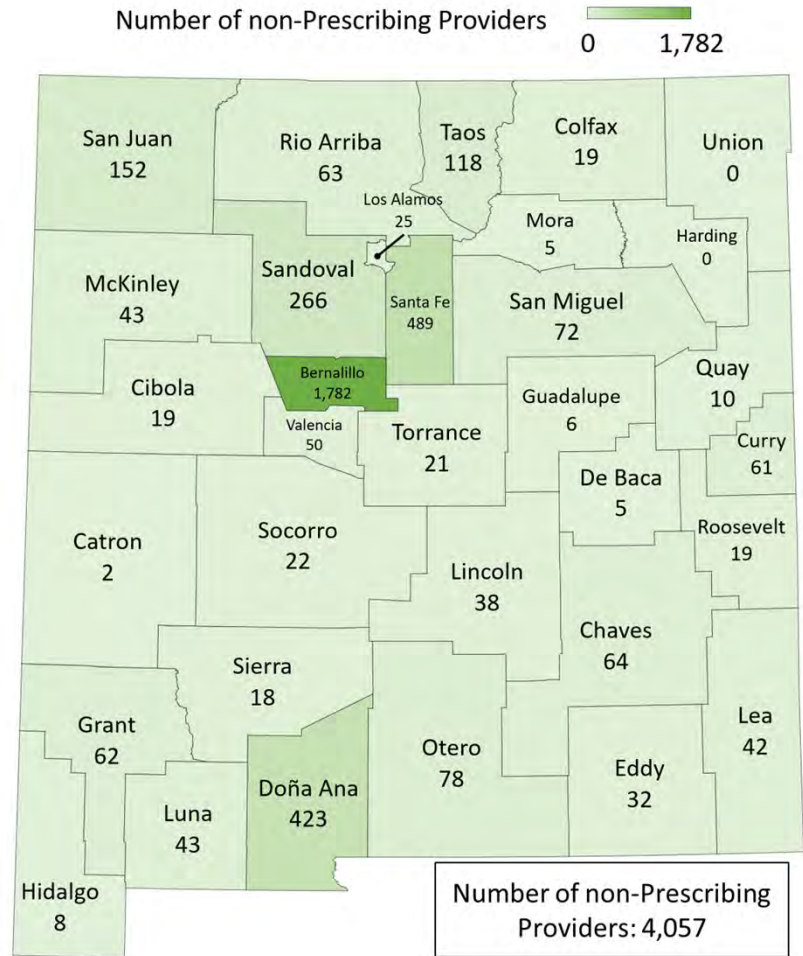 Number of non-Prescribing Providers
0 1,782
San Juan
152
Rio Arriba
63
Taos
118
Colfax
19
Union
0
Los Alamos
25
Mora
5
Harding
0
McKinley
43
Sandoval
266
Santa Fe
489
San Miguel
72
Quay
10
Cibola
19
Bernalillo
1,782
Valencia
50
Torrance
21
Guadalupe
6
Curry
61
De Baca
5
Roosevelt
19
Catron
2
Socorro
22
Lincoln
38
Chaves
64
Sierra
18
Grant
62
Lea
42
Otero
78
Eddy
32
Doña Ana
423
Luna
43
Hidalgo
8
Number of non-Prescribing
Providers: 4,057